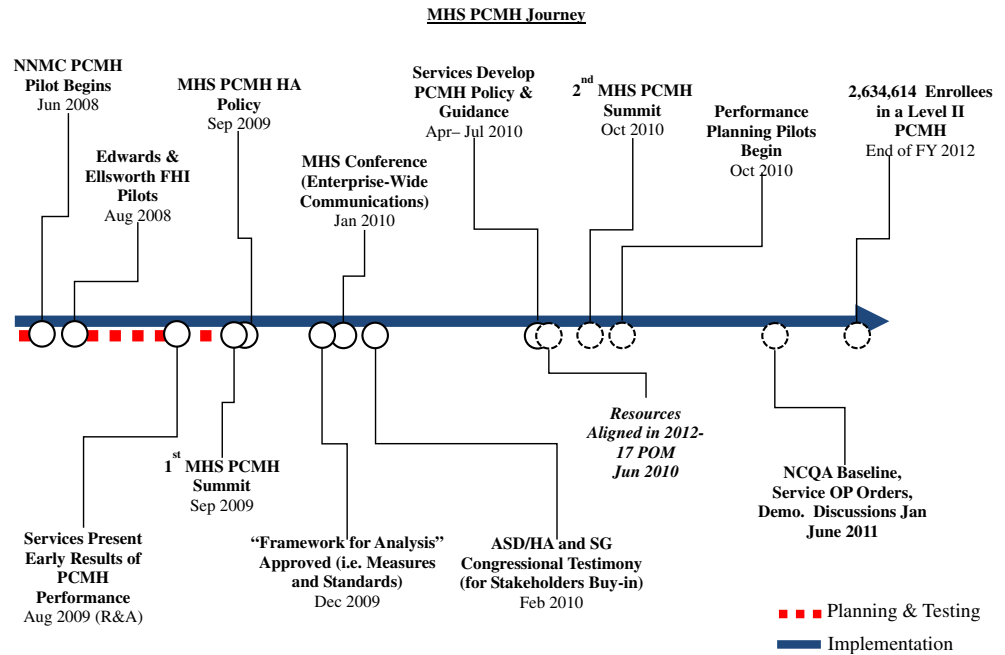 MHS PCMH Journey
NNMC PCMH
Pilot Begins
Jun 2008
Edwards &
Ellsworth FHI
Pilots
Aug 2008
MHS PCMH HA
Policy
Sep 2009
MHS Conference
(Enterprise-Wide
Communications)
Jan 2010
Services Develop
PCMH Policy &
Guidance
Apr– Jul 2010
2nd MHS PCMH
Summit
Oct 2010
Performance
Planning Pilots
Begin
Oct 2010
2,634,614 Enrollees
in a Level II
PCMH
End of FY 2012
Services Present
Early Results of
PCMH
Performance
Aug 2009 (R&A)
1st MHS PCMH
Summit
Sep 2009
“Framework for Analysis”
Approved (i.e. Measures
and Standards)
Dec 2009
ASD/HA and SG
Congressional Testimony
(for Stakeholders Buy-in)
Feb 2010
Resources
Aligned in 2012-
17 POM
Jun 2010
NCQA Baseline,
Service OP Orders,
Demo. Discussions Jan
June 2011
Planning & Testing
Implementation